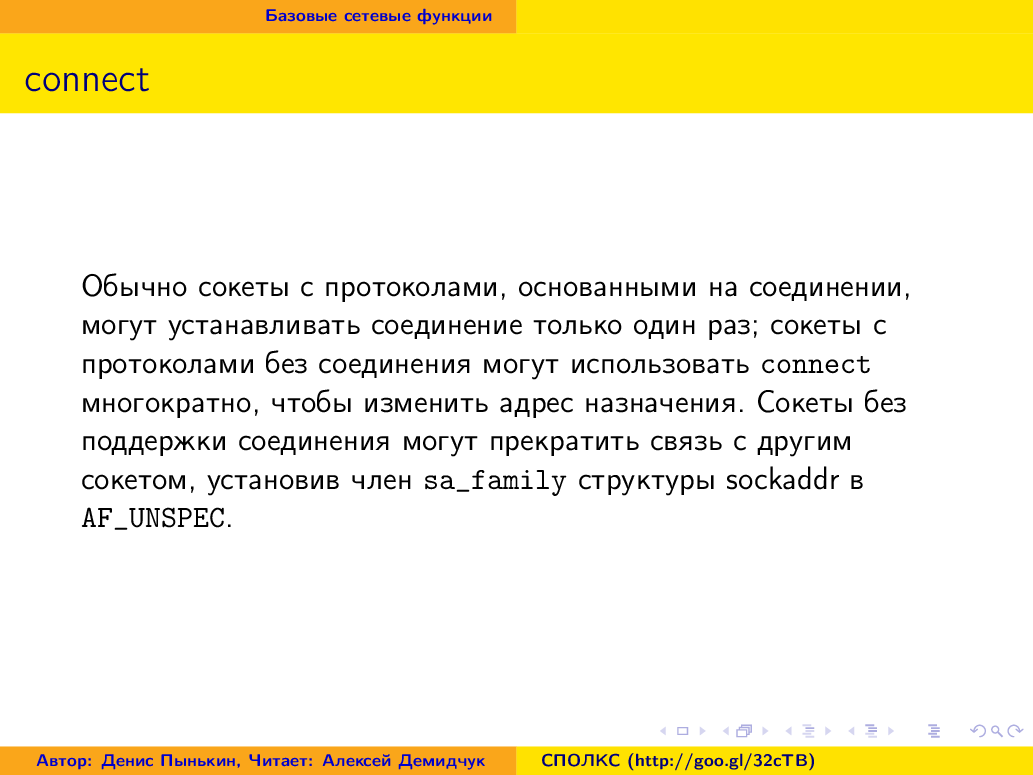 Базовые сетевые функции
connect
Обычно сокеты с протоколами, основанными на соединении,
могут устанавливать соединение только один раз; сокеты с
протоколами без соединения могут использовать connect
многократно, чтобы изменить адрес назначения. Сокеты без
поддержки соединения могут прекратить связь с другим
сокетом, установив член sa_family структуры sockaddr в
AF_UNSPEC.
Автор: Денис Пынькин, Читает: Алексей Демидчук
СПОЛКС (http://goo.gl/32cTB)